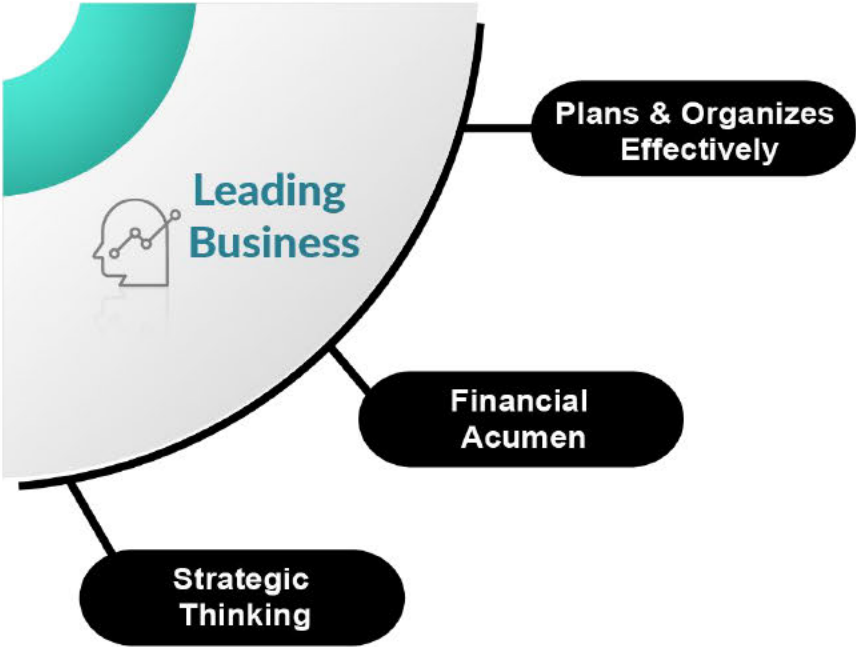 Plans & Organizes
Effectively
Leading
Business
Financial
Acumen
Strategic
Thinking